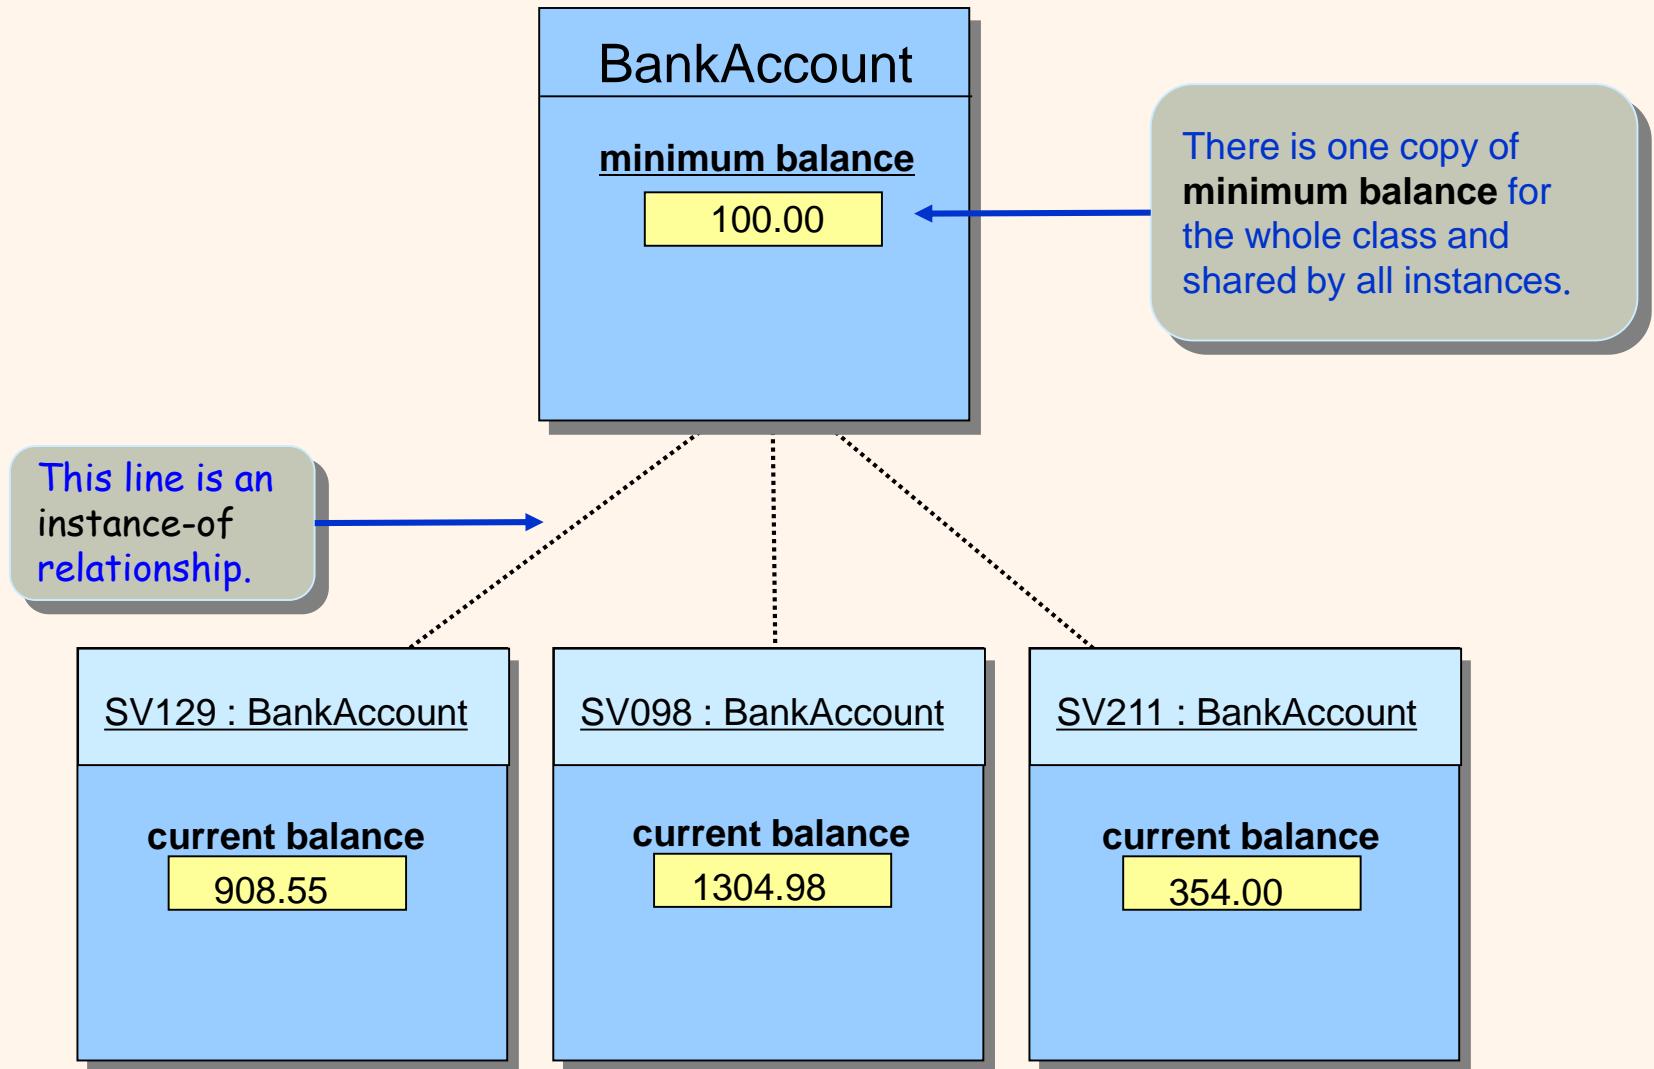 BankAccount
minimum balance
100.00
There is one copy of
minimum balance for
the whole class and
shared by all instances.
This line is an
instance-of
relationship.
SV129 : BankAccount
current balance
908.55
SV098 : BankAccount
current balance
1304.98
SV211 : BankAccount
current balance
354.00